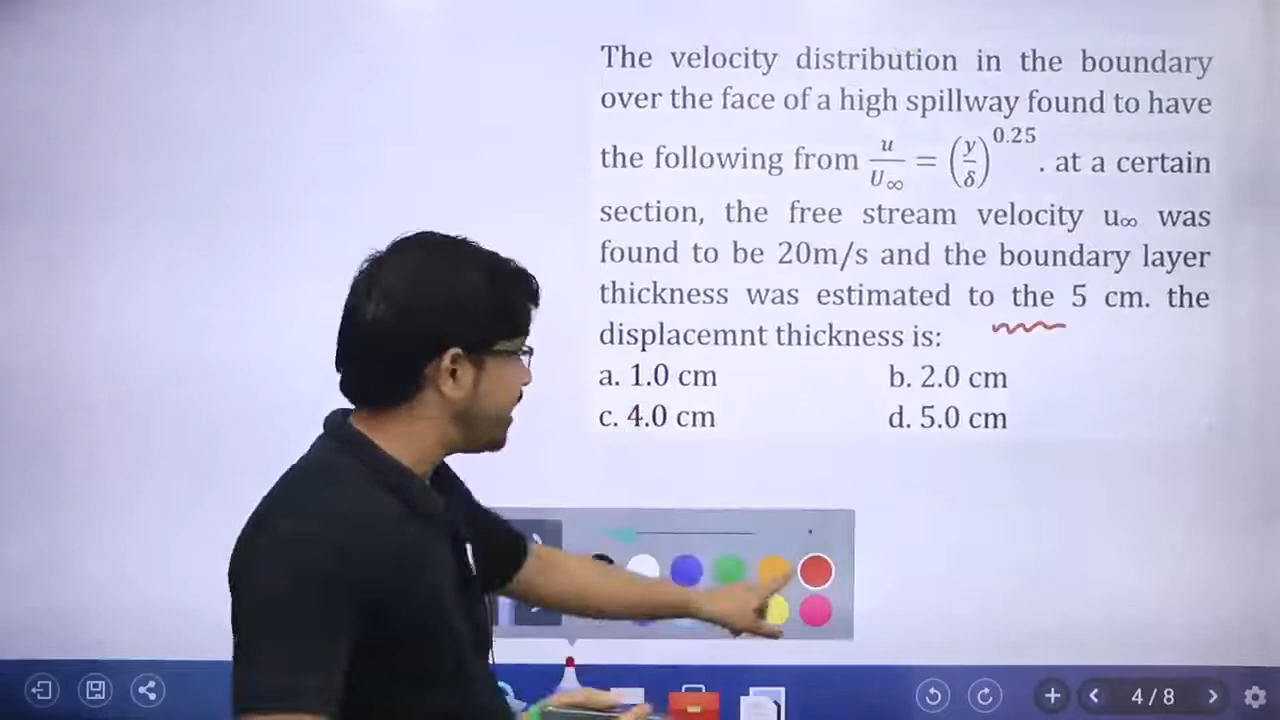 The velocity distribution in the boundary
over the face of a high spillway found to have
the following from u/U∞ = (y/δ)^0.25 . at a certain
section, the free stream velocity u∞ was
found to be 20m/s and the boundary layer
thickness was estimated to the 5 cm. the
displacemnt thickness is:
a. 1.0 cm b. 2.0 cm
c. 4.0 cm d. 5.0 cm
4 / 8